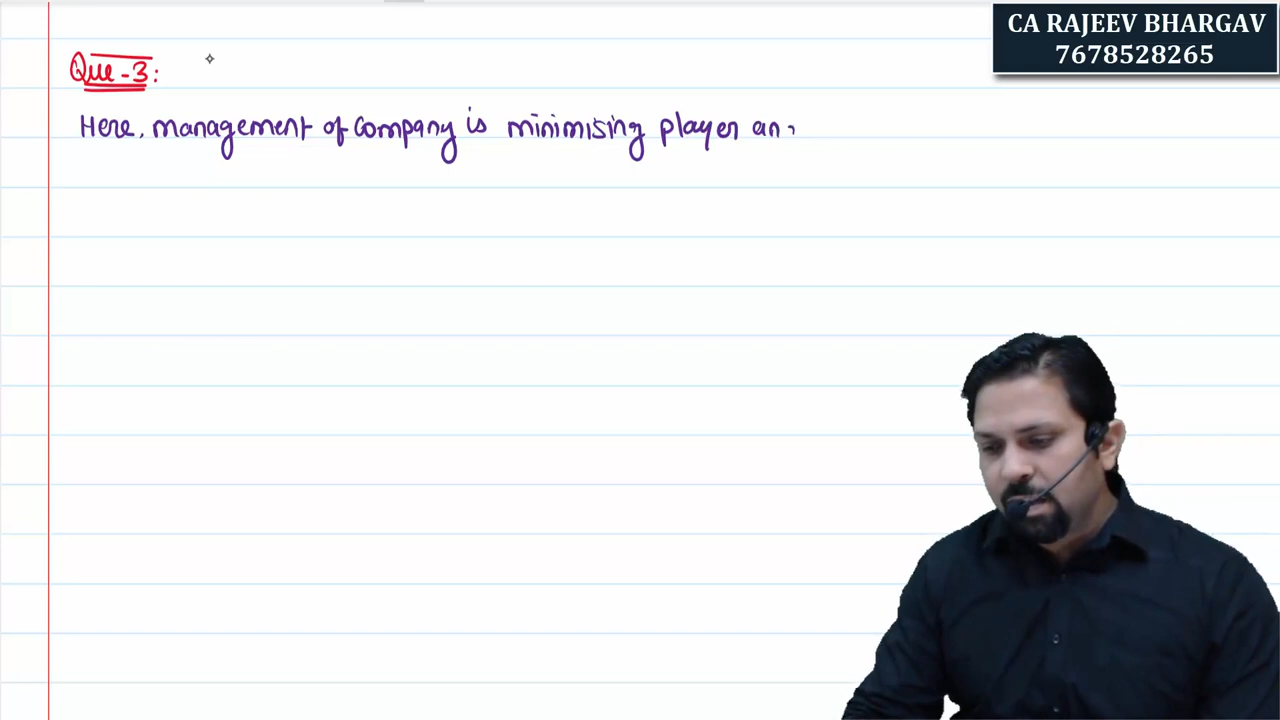 CA RAJEEV BHARGAV
7678528265
Que-3:
Here, management of Company is minimising player an